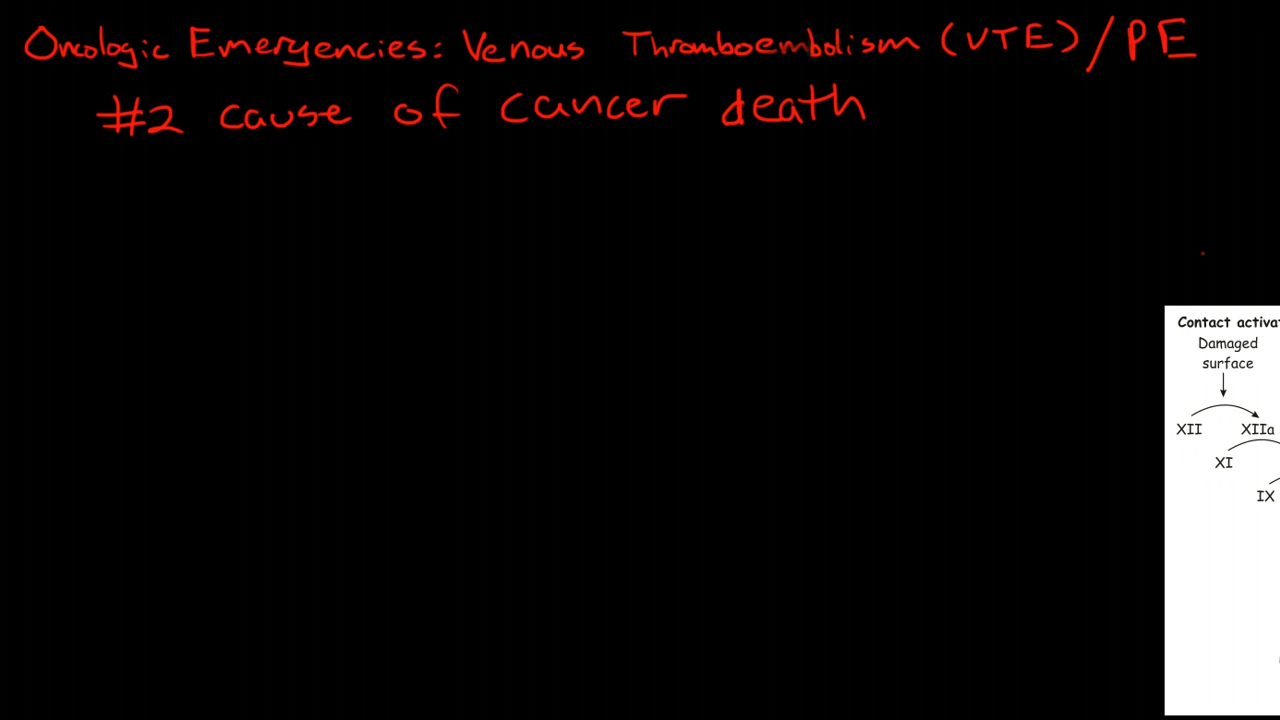 Oncologic Emergencies: Venous Thromboembolism (VTE)/PE
#2 cause of cancer death
Contact activat
Damaged
surface
XII XIIa
XI
IX